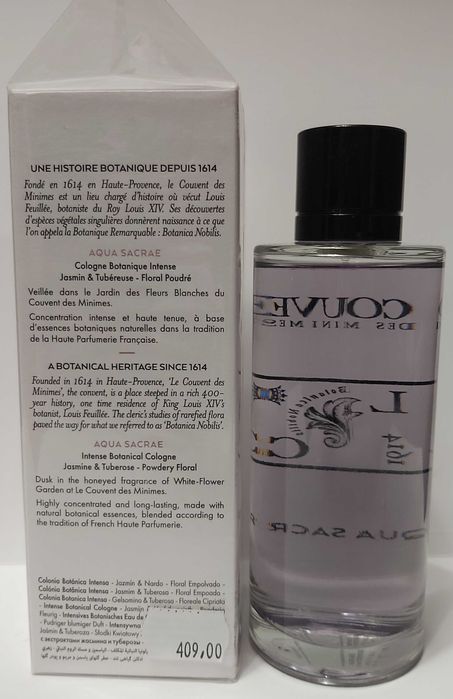 UNE HISTOIRE BOTANIQUE DEPUIS 1614
Fondé en 1614 en Haute-Provence, le Couvent des
Minimes est un lieu chargé d'histoire où vécut Louis
Feuillée, botaniste du Roy Louis XIV. Ses découvertes
d'espèces végétales singulières donnèrent naissance à ce que
l'on appela la Botanique Remarquable : Botanica Nobilis.
AQUA SACRAE
Cologne Botanique Intense
Jasmin & Tubéreuse - Floral Poudré
Veillée dans le Jardin des Fleurs Blanches du
Couvent des Minimes.
Concentration intense et haute tenue, à base
d'essences botaniques naturelles dans la tradition
de la Haute Parfumerie Française.
A BOTANICAL HERITAGE SINCE 1614
Founded in 1614 in Haute-Provence, 'Le Couvent des
Minimes', the convent, is a place steeped in a rich 400-
year history, one time residence of King Louis XIV's
botanist, Louis Feuillée. The cleric's studies of rarefied flora
paved the way for what we referred to as 'Botanica Nobilis'.
AQUA SACRAE
Intense Botanical Cologne
Jasmine & Tuberose - Powdery Floral
Dusk in the honeyed fragrance of White-Flower
Garden at Le Couvent des Minimes.
Highly concentrated and long-lasting, made with
natural botanical essences, blended according to
the tradition of French Haute Parfumerie.
Colonia Botánica Intensa - Jazmín & Nardo - Floral Empolvado -
Colónia Botânica Intensa - Jasmim & Tuberosa - Floral Empoado -
Colonia Botanica Intensa - Gelsomino & Tuberosa - Floreale Cipriata
- Intense Botanical Cologne - Jasmijn
Fleurig - Intensives Botanisches Eau de
- Pudriger blumiger Duft - Intensywna
Jaśmin & Tuberoza - Słodki Kwiatowy -
с экстрактами жасмина и туберозы
409,00
COUVE
DES MINIMES
L
Botanica Nobilis
1614
QUA SACR